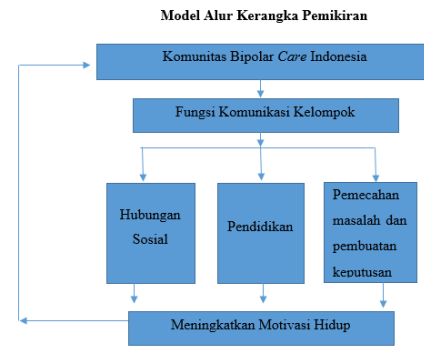 Model Alur Kerangka Pemikiran
Komunitas Bipolar Care Indonesia
Fungsi Komunikasi Kelompok
Hubungan
Sosial
Pendidikan
Pemecahan
masalah dan
pembuatan
keputusan
Meningkatkan Motivasi Hidup